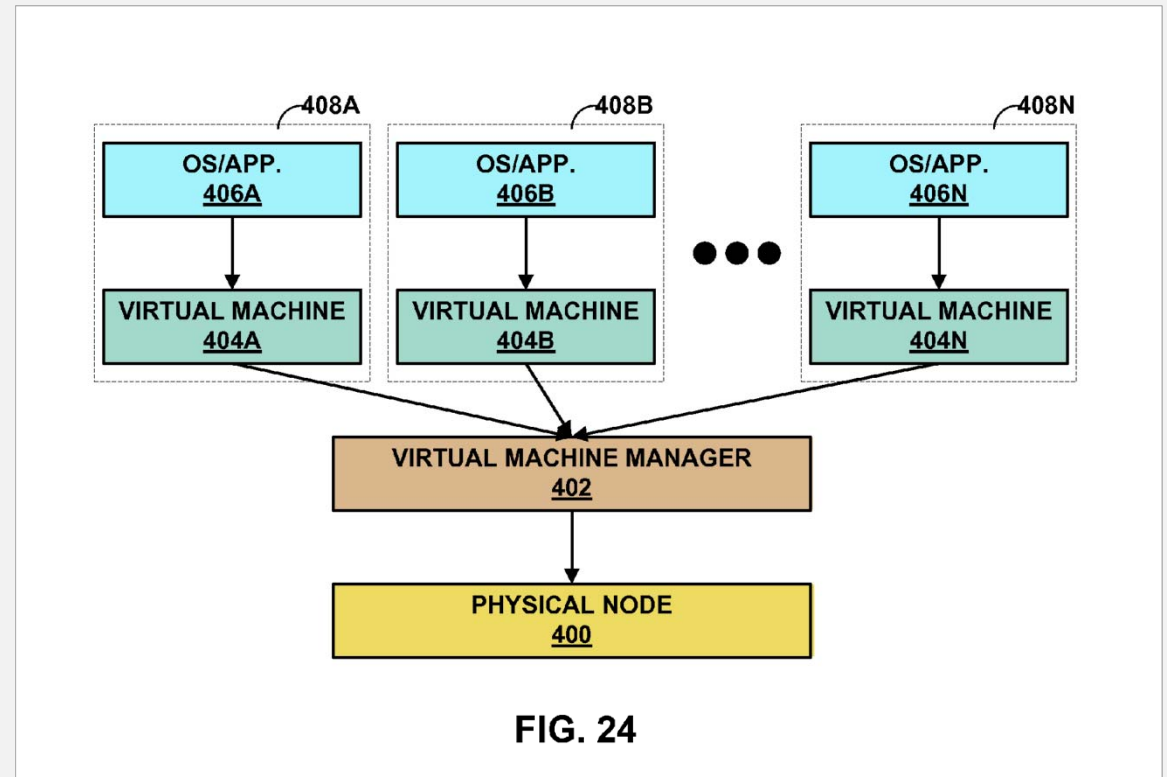 408A
408B
408N
OS/APP.
406A
OS/APP.
406B
OS/APP.
406N
VIRTUAL MACHINE
404A
VIRTUAL MACHINE
404B
VIRTUAL MACHINE
404N
VIRTUAL MACHINE MANAGER
402
PHYSICAL NODE
400
FIG. 24